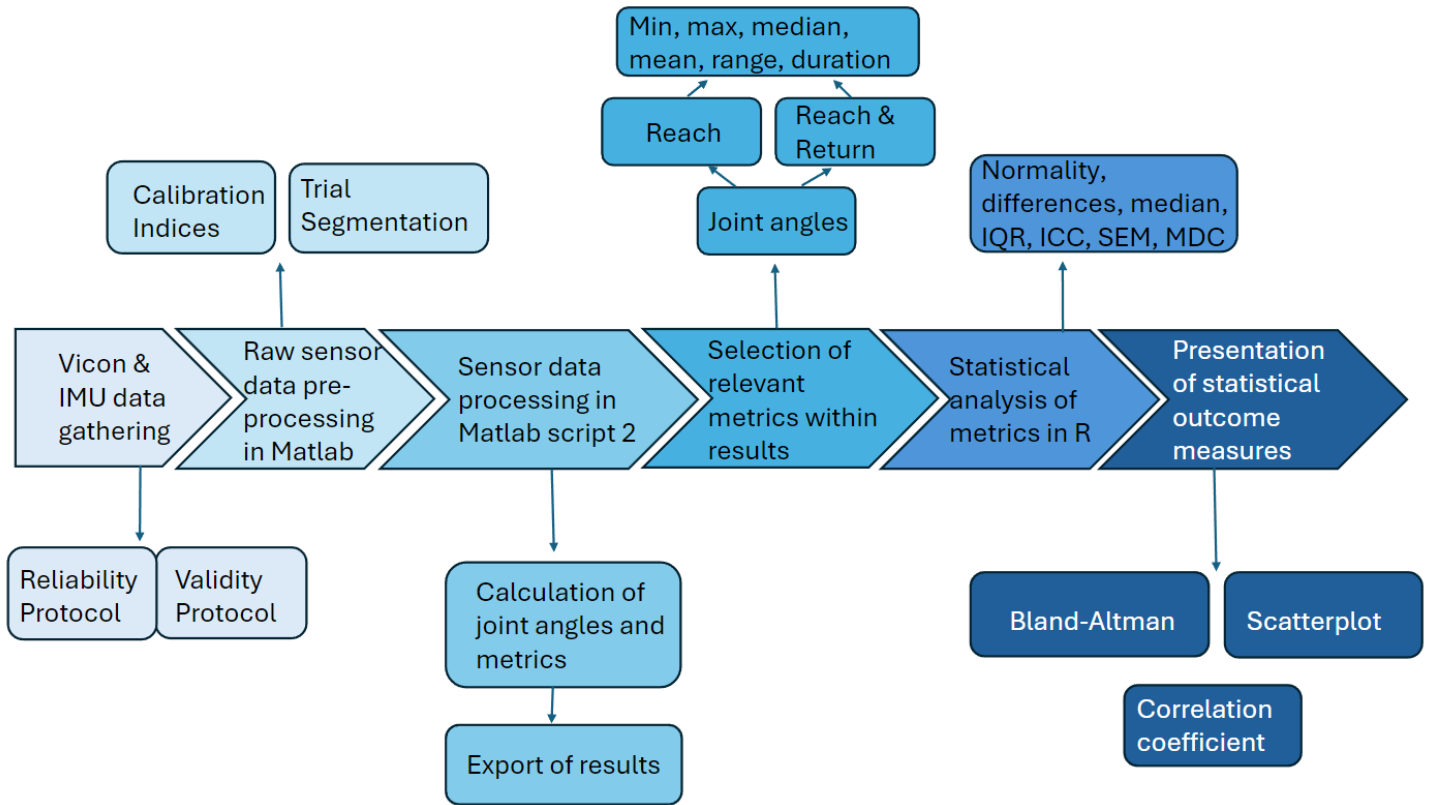 Min, max, median,
mean, range, duration
Reach
Reach &
Return
Joint angles
Calibration
Indices
Trial
Segmentation
Normality,
differences, median,
IQR, ICC, SEM, MDC
Vicon &
IMU data
gathering
Raw sensor
data pre-
processing
in Matlab
Sensor data
processing in
Matlab script 2
Selection of
relevant
metrics within
results
Statistical
analysis of
metrics in R
Presentation
of statistical
outcome
measures
Reliability
Protocol
Validity
Protocol
Calculation of
joint angles and
metrics
Export of results
Bland-Altman
Scatterplot
Correlation
coefficient